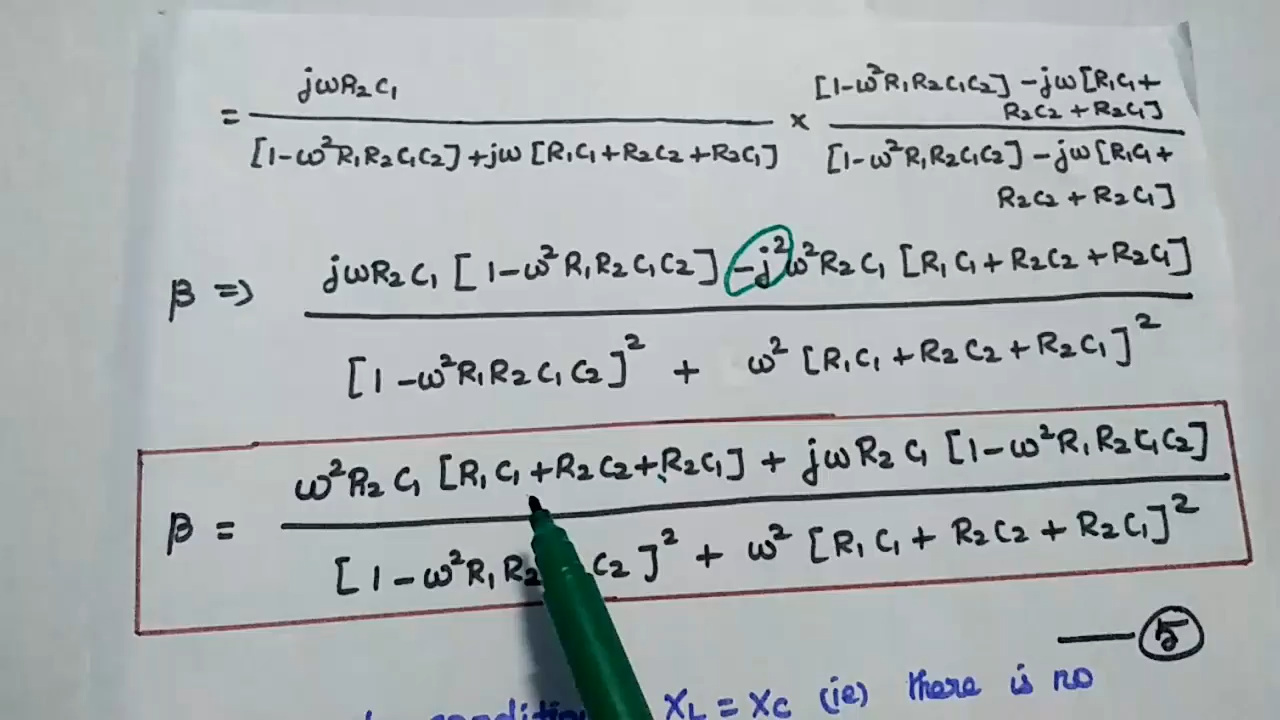 jωR₂C₁
= ――――――――――
[1-ω²R₁R₂C₁C₂] + jω [R₁C₁+R₂C₂+R₂C₁]
×
[1-ω²R₁R₂C₁C₂] - jω[R₁C₁+
R₂C₂ + R₂C₁]
[1-ω²R₁R₂C₁C₂] - jω[R₁C₁+
R₂C₂ + R₂C₁]
jωR₂C₁ [1-ω²R₁R₂C₁C₂] - j²ω²R₂C₁ [R₁C₁+R₂C₂+R₂C₁]
β =>
[1-ω²R₁R₂C₁C₂]² + ω² [R₁C₁+R₂C₂+R₂C₁]²
ω²R₂C₁ [R₁C₁+R₂C₂+R₂C₁] + jωR₂C₁ [1-ω²R₁R₂C₁C₂]
β =
[1-ω²R₁R₂ C₂]² + ω² [R₁C₁ + R₂C₂ + R₂C₁]²
— 5
X_L = X_C (ie) there is no